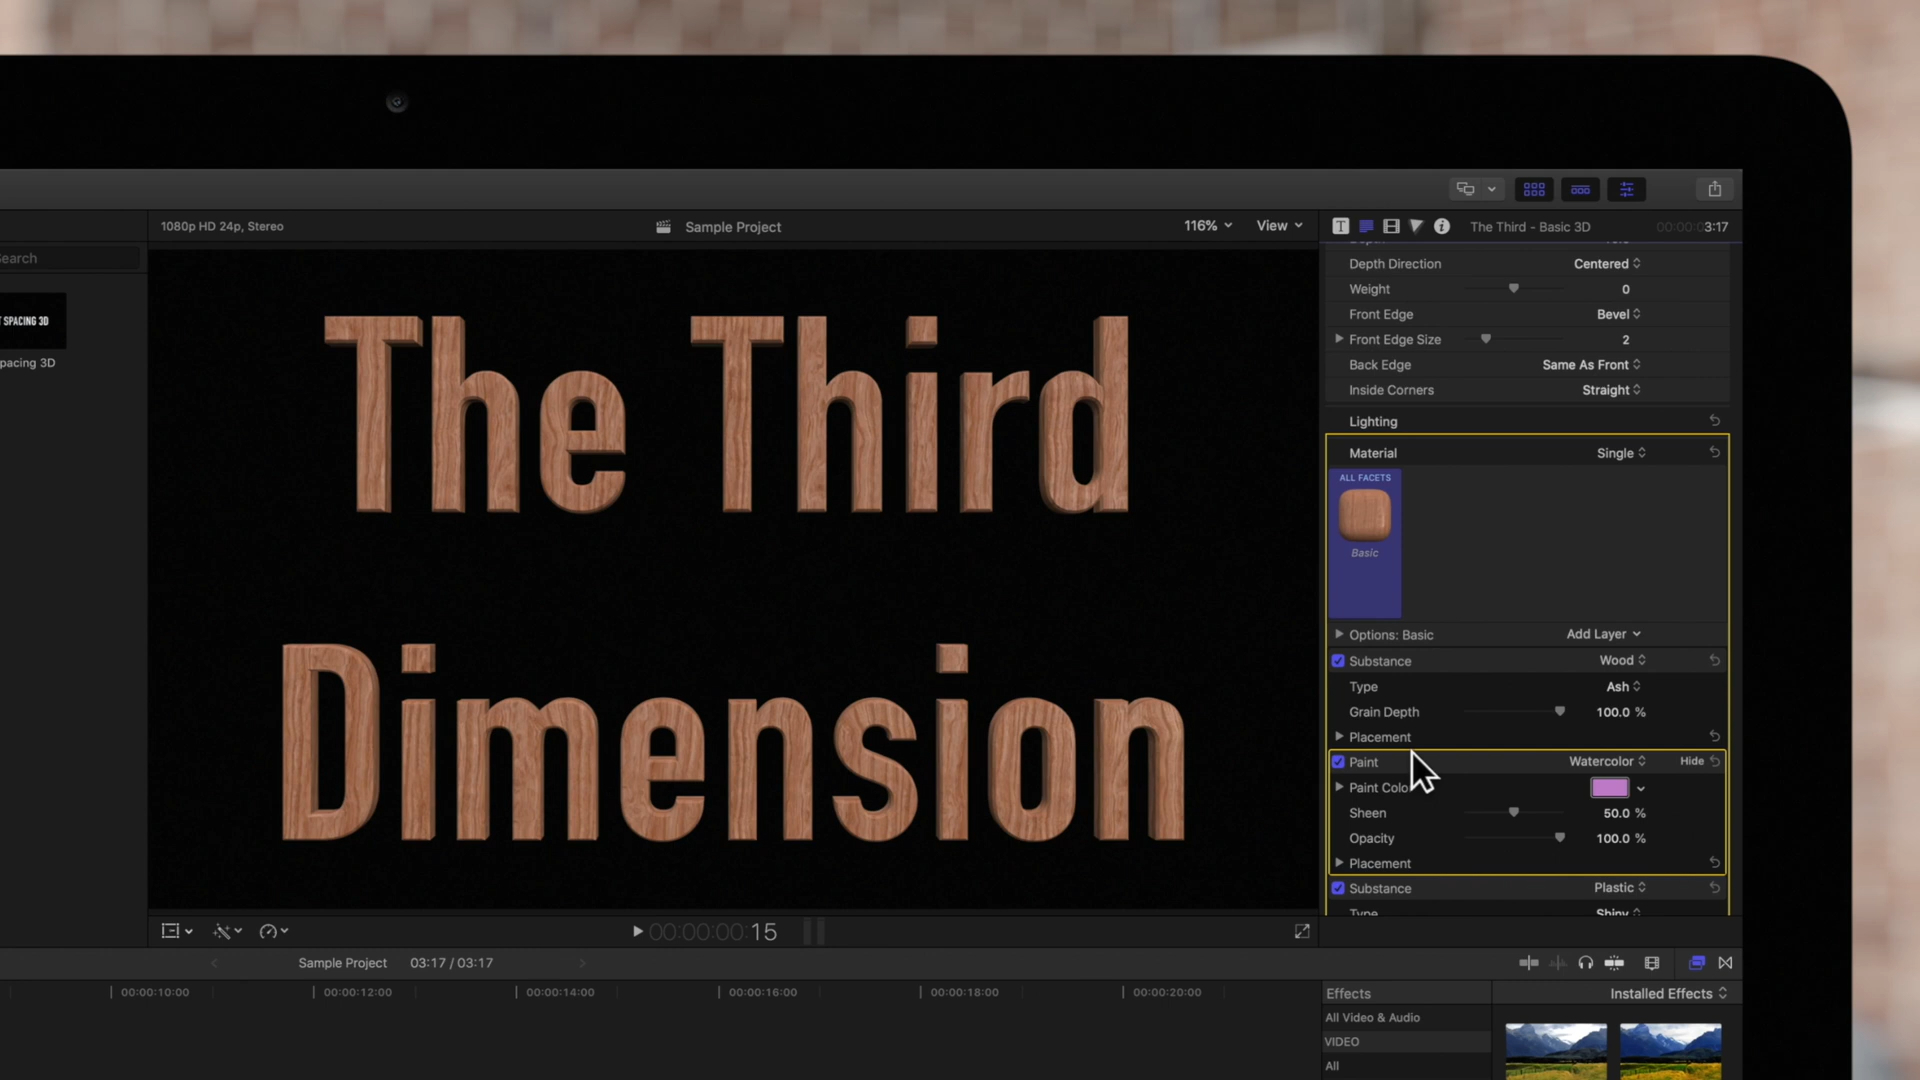 1080p HD 24p, Stereo
Sample Project
116%
View
The Third - Basic 3D
00:00:03:17
earch
T SPACING 3D
pacing 3D
The Third
Dimension
Depth Direction
Centered
Weight
0
Front Edge
Bevel
Front Edge Size
2
Back Edge
Same As Front
Inside Corners
Straight
Lighting
Material
Single
ALL FACETS
Basic
Options: Basic
Add Layer
Substance
Wood
Type
Ash
Grain Depth
100.0 %
Placement
Paint
Watercolor
Hide
Paint Colo
Sheen
50.0 %
Opacity
100.0 %
Placement
Substance
Plastic
Type
Shiny
00:00:00:15
Sample Project
03:17 / 03:17
00:00:10:00
00:00:12:00
00:00:14:00
00:00:16:00
00:00:18:00
00:00:20:00
Effects
Installed Effects
All Video & Audio
VIDEO
All